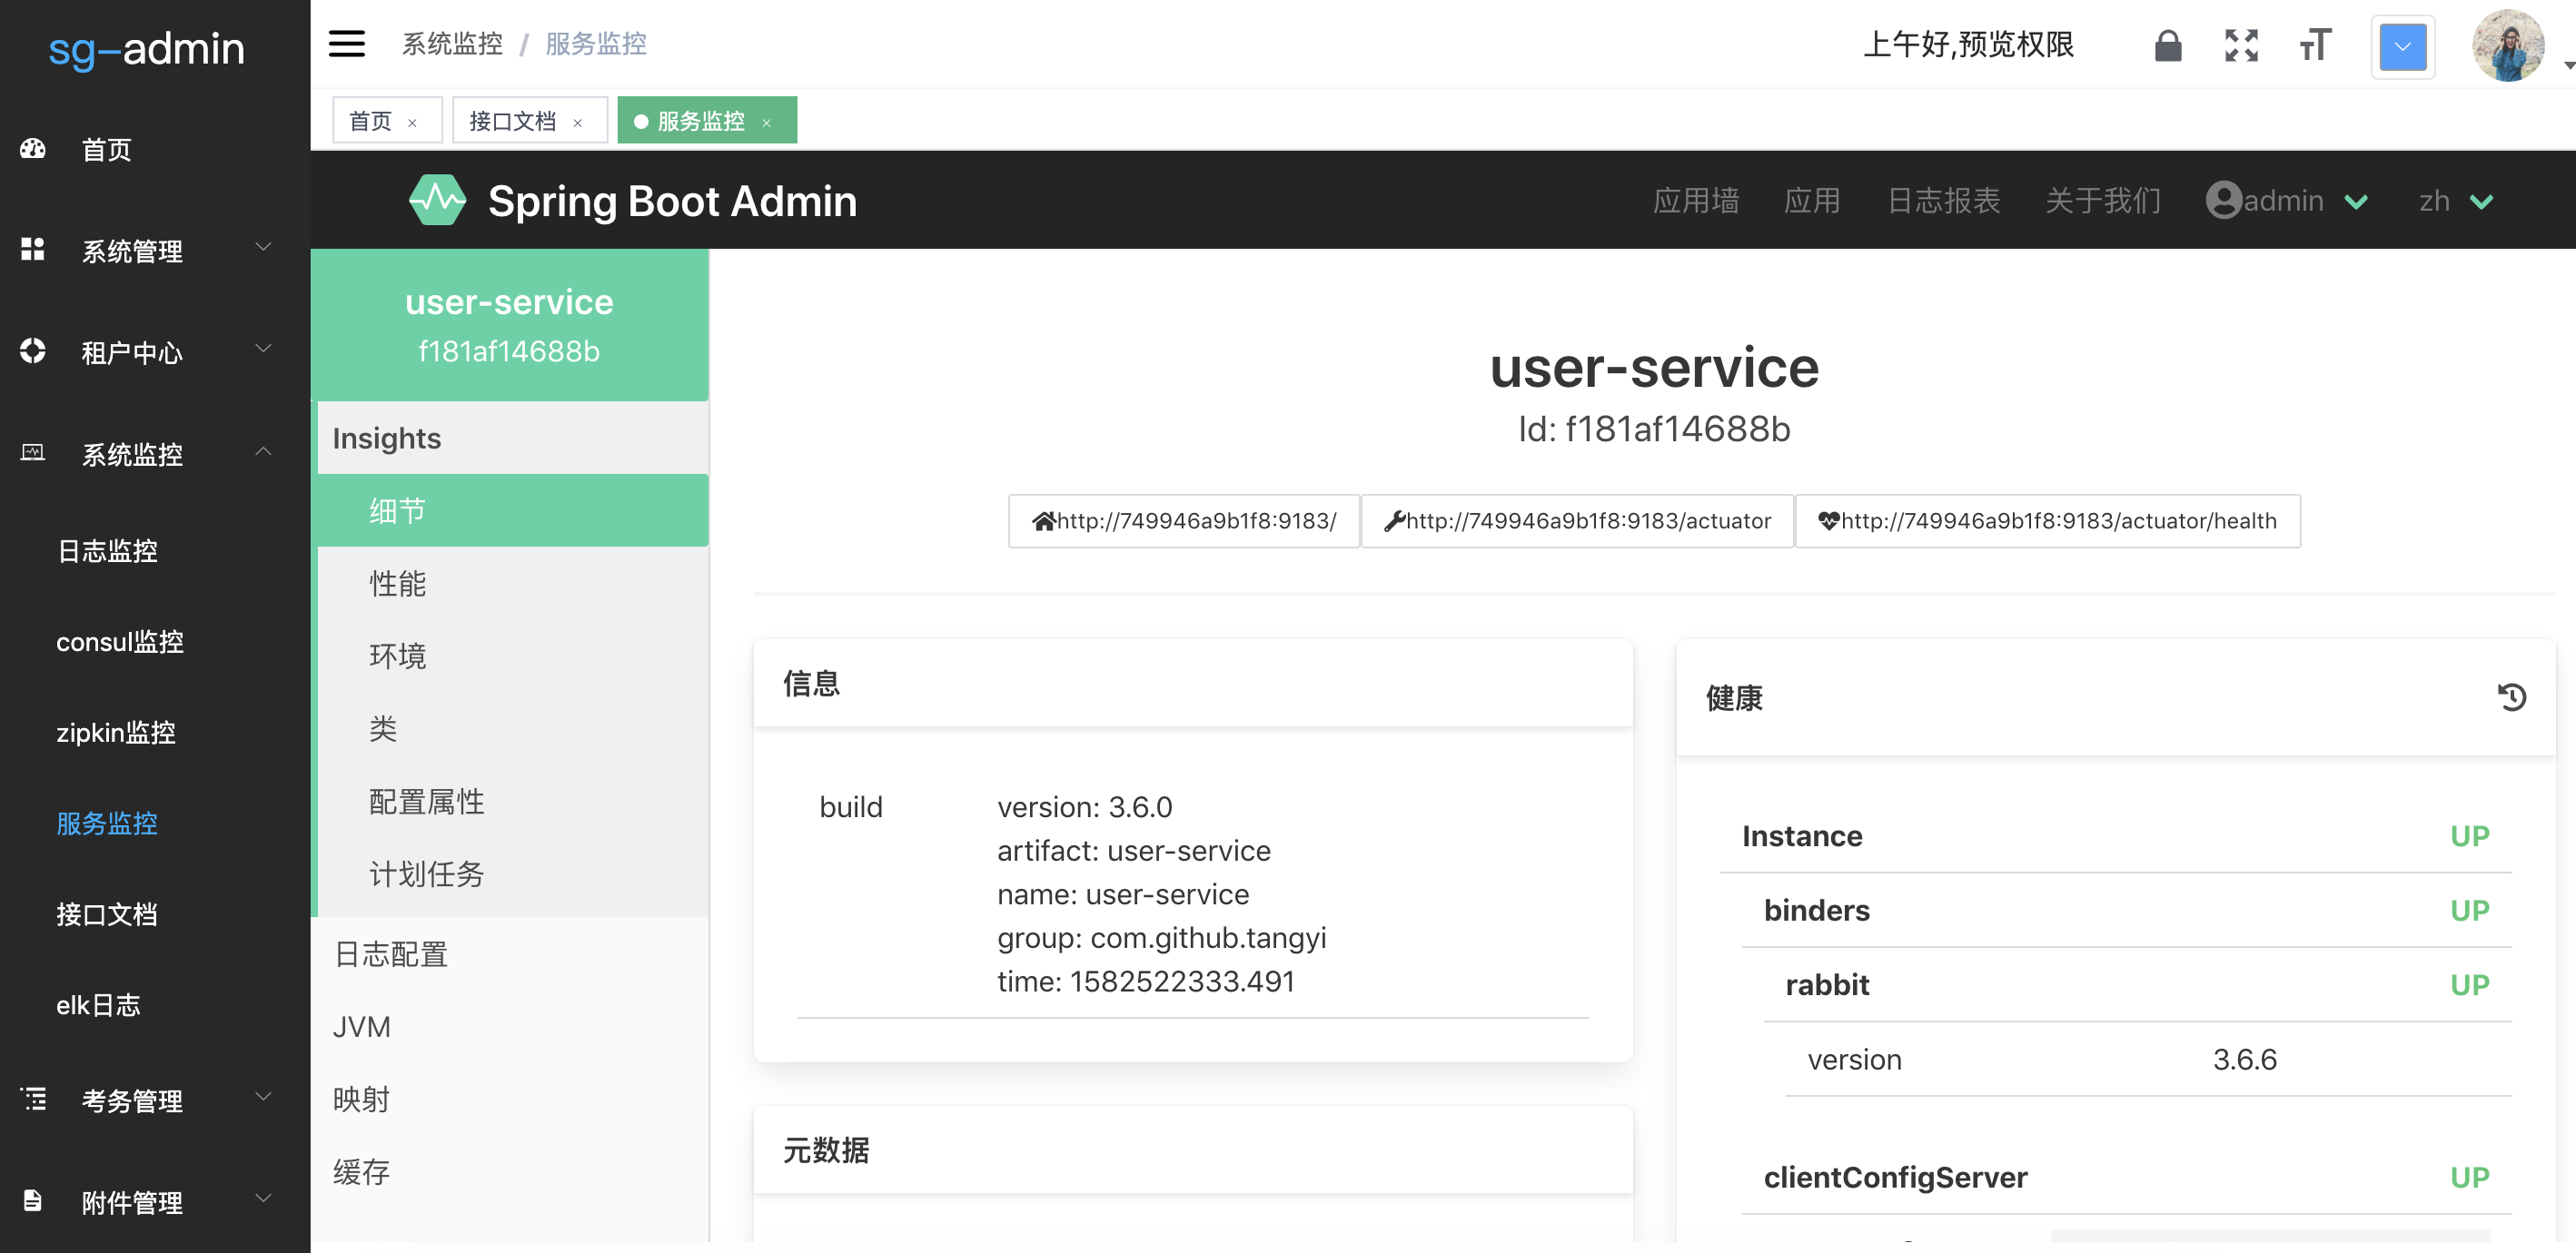 sg-admin
首页
系统管理
租户中心
系统监控
日志监控
consul监控
zipkin监控
服务监控
接口文档
elk日志
考务管理
附件管理
系统监控 / 服务监控
上午好,预览权限
首页 ×
接口文档 ×
服务监控 ×
Spring Boot Admin
应用墙
应用
日志报表
关于我们
admin
zh
user-service
f181af14688b
Insights
细节
性能
环境
类
配置属性
计划任务
日志配置
JVM
映射
缓存
user-service
Id: f181af14688b
http://749946a9b1f8:9183/
http://749946a9b1f8:9183/actuator
http://749946a9b1f8:9183/actuator/health
信息
build
version: 3.6.0
artifact: user-service
name: user-service
group: com.github.tangyi
time: 1582522333.491
元数据
健康
Instance UP
binders UP
rabbit UP
version 3.6.6
clientConfigServer UP